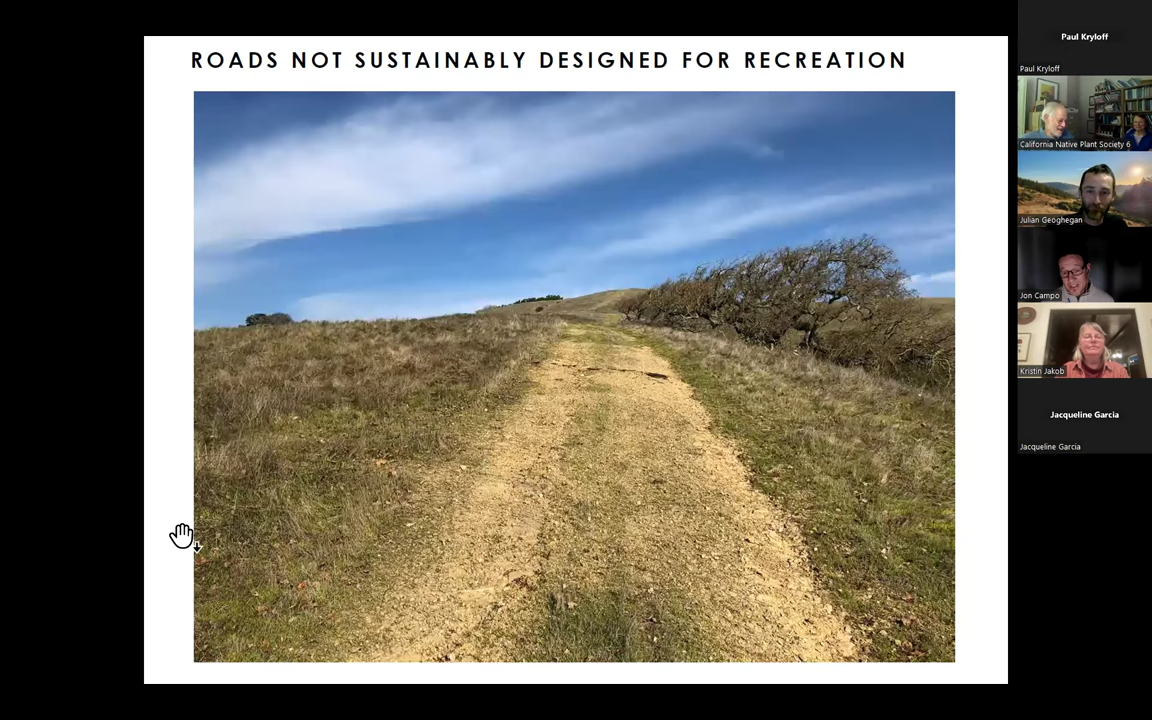 ROADS NOT SUSTAINABLY DESIGNED FOR RECREATION
Paul Kryloff
Paul Kryloff
California Native Plant Society 6
Julian Geoghegan
Jon Campo
Kristin Jakob
Jacqueline Garcia
Jacqueline Garcia